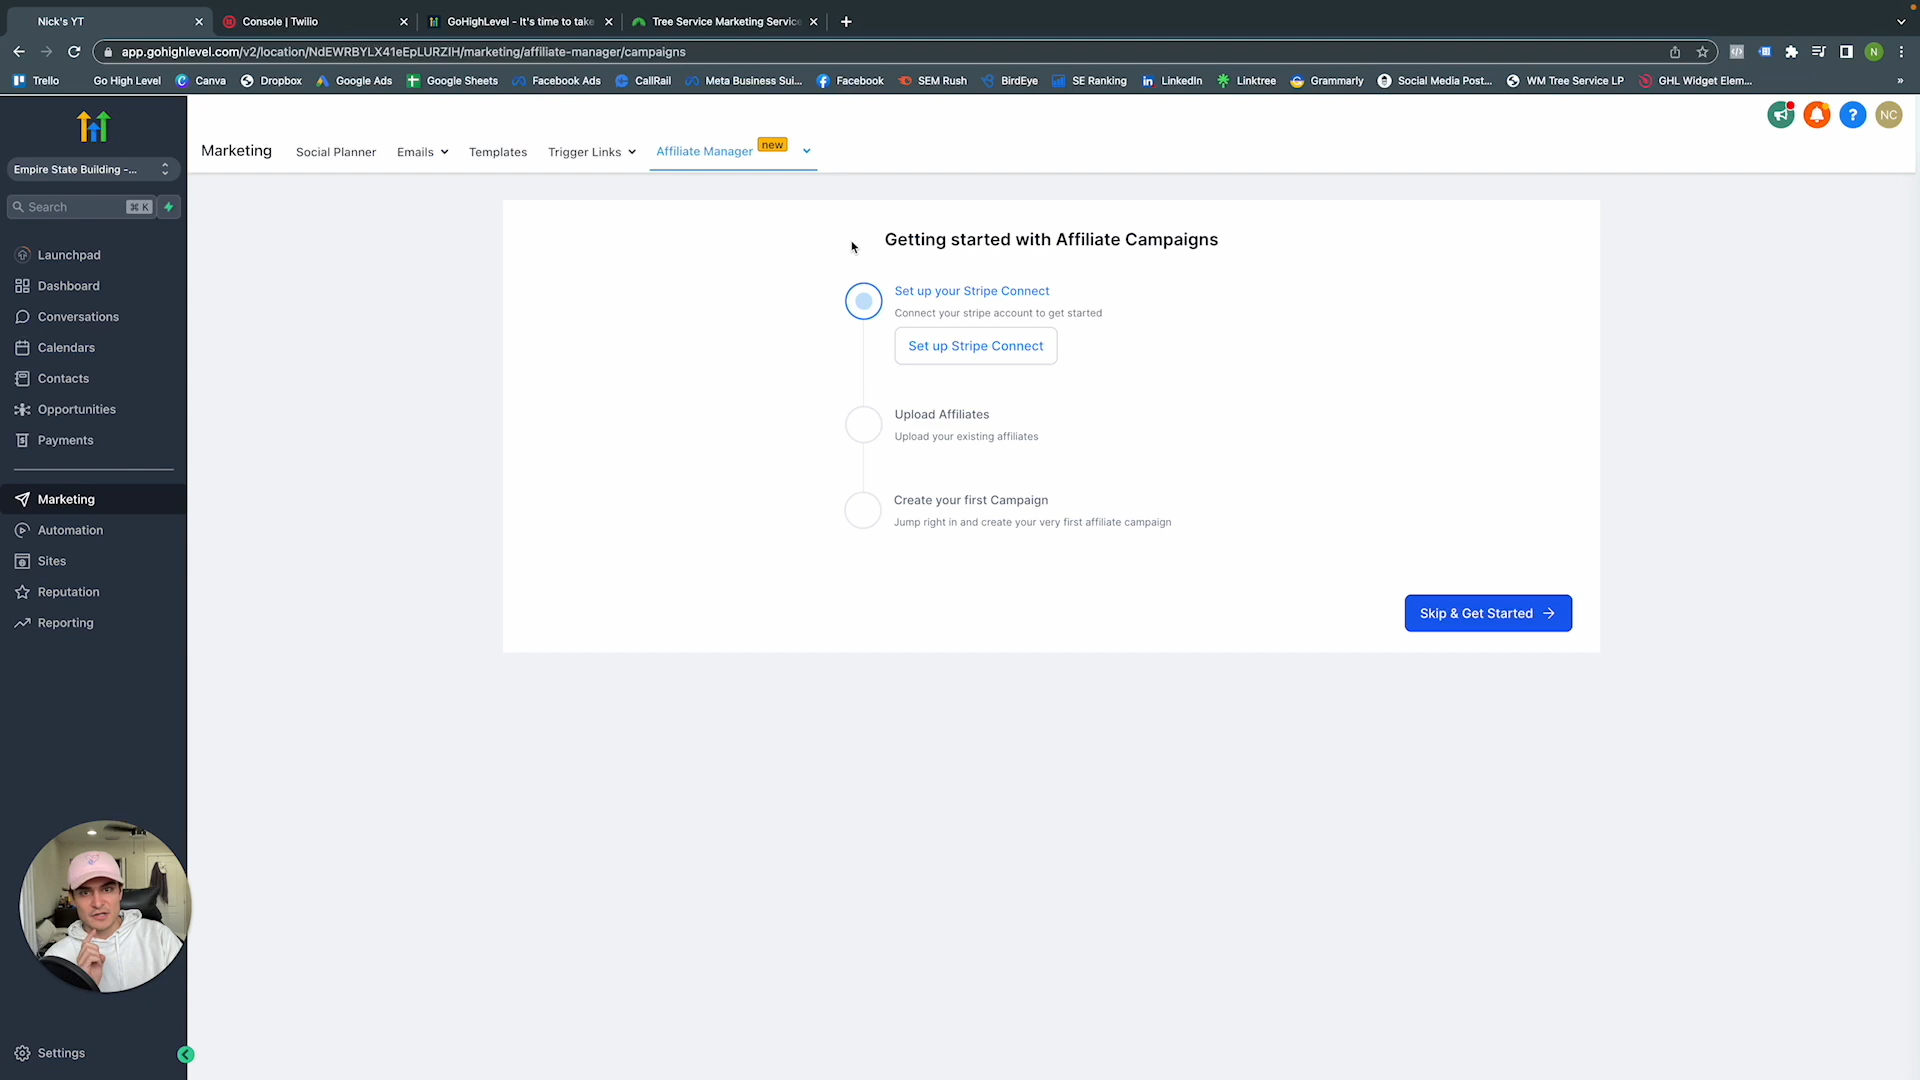 Nick's YT
Console | Twilio
GoHighLevel - It's time to take
Tree Service Marketing Service
app.gohighlevel.com/v2/location/NdEWRBYLX41eEpLURZIH/marketing/affiliate-manager/campaigns
N
Trello
Go High Level
Canva
Dropbox
Google Ads
Google Sheets
Facebook Ads
CallRail
Meta Business Sui...
Facebook
SEM Rush
BirdEye
SE Ranking
LinkedIn
Linktree
Grammarly
Social Media Post...
WM Tree Service LP
GHL Widget Elem...
»
NC
Marketing
Social Planner
Emails
Templates
Trigger Links
Affiliate Manager
new
Empire State Building -...
Search
⌘ K
Launchpad
Dashboard
Conversations
Calendars
Contacts
Opportunities
Payments
Marketing
Automation
Sites
Reputation
Reporting
Settings
Getting started with Affiliate Campaigns
Set up your Stripe Connect
Connect your stripe account to get started
Set up Stripe Connect
Upload Affiliates
Upload your existing affiliates
Create your first Campaign
Jump right in and create your very first affiliate campaign
Skip & Get Started